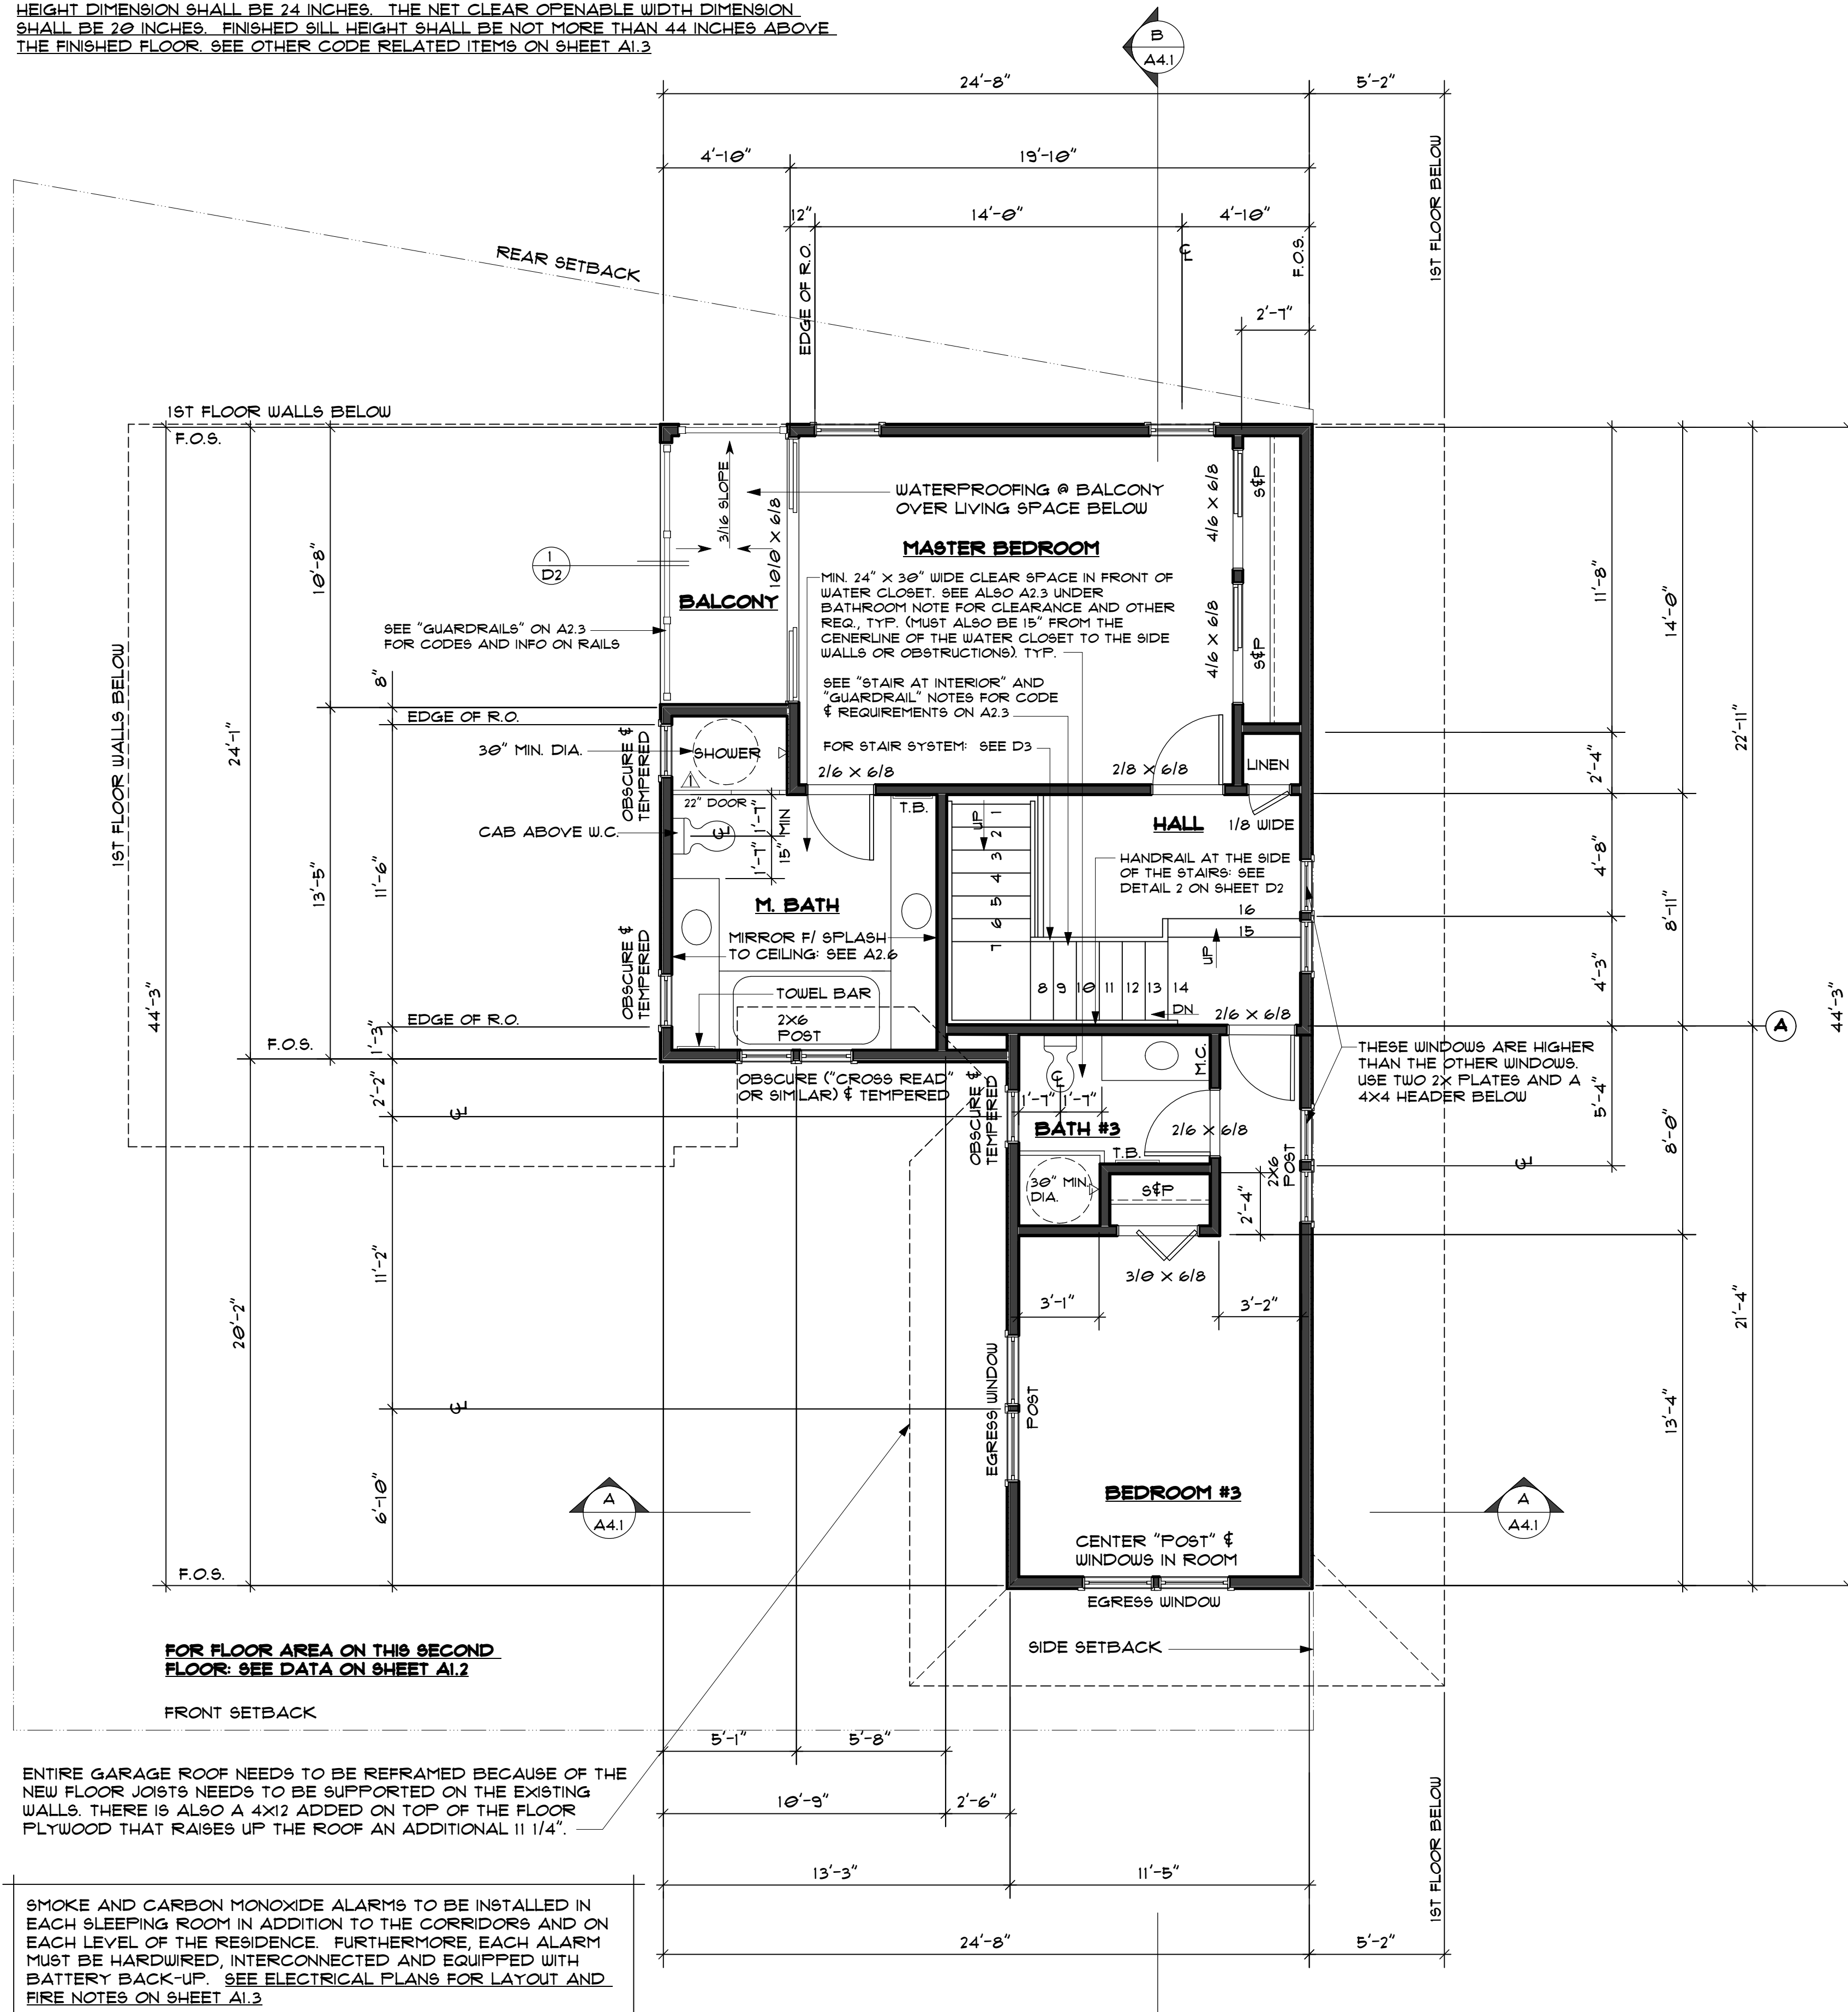 HEIGHT DIMENSION SHALL BE 24 INCHES. THE NET CLEAR OPENABLE WIDTH DIMENSION
SHALL BE 20 INCHES. FINISHED SILL HEIGHT SHALL BE NOT MORE THAN 44 INCHES ABOVE
THE FINISHED FLOOR. SEE OTHER CODE RELATED ITEMS ON SHEET A1.3
B
A4.1
24'-8"
5'-2"
4'-10"
19'-10"
12"
14'-0"
4'-10"
℄
EDGE OF R.O.
F.O.S.
1ST FLOOR BELOW
2'-7"
REAR SETBACK
1ST FLOOR WALLS BELOW
F.O.S.
1ST FLOOR WALLS BELOW
44'-3"
24'-1"
20'-2"
10'-8"
13'-5"
8"
11'-6"
1'-3"
2'-2"
11'-2"
6'-10"
℄
℄
EDGE OF R.O.
EDGE OF R.O.
F.O.S.
F.O.S.
1
D2
3/16 SLOPE
10/0 X 6/8
BALCONY
SEE "GUARDRAILS" ON A2.3
FOR CODES AND INFO ON RAILS
WATERPROOFING @ BALCONY
OVER LIVING SPACE BELOW
MASTER BEDROOM
MIN. 24" X 30" WIDE CLEAR SPACE IN FRONT OF
WATER CLOSET. SEE ALSO A2.3 UNDER
BATHROOM NOTE FOR CLEARANCE AND OTHER
REQ., TYP. (MUST ALSO BE 15" FROM THE
CENERLINE OF THE WATER CLOSET TO THE SIDE
WALLS OR OBSTRUCTIONS). TYP.
SEE "STAIR AT INTERIOR" AND
"GUARDRAIL" NOTES FOR CODE
& REQUIREMENTS ON A2.3
FOR STAIR SYSTEM: SEE D3
4/6 X 6/8
4/6 X 6/8
S&P
S&P
2/6 X 6/8
2/8 X 6/8
LINEN
1/8 WIDE
30" MIN. DIA.
SHOWER
1
22" DOOR
OBSCURE &
TEMPERED
OBSCURE &
TEMPERED
CAB ABOVE W.C.
℄
1'-7"
1'-7"
15" MIN
T.B.
M. BATH
MIRROR F/ SPLASH
TO CEILING: SEE A2.6
TOWEL BAR
2X6
POST
OBSCURE ("CROSS READ"
OR SIMILAR) & TEMPERED
HALL
UP
1
2
3
4
5
6
7
8
9
10
11
12
13
14
15
16
UP
DN
HANDRAIL AT THE SIDE
OF THE STAIRS: SEE
DETAIL 2 ON SHEET D2
2/6 X 6/8
11'-8"
2'-4"
4'-8"
4'-3"
5'-4"
14'-0"
8'-11"
8'-0"
13'-4"
22'-11"
21'-4"
44'-3"
A
℄
THESE WINDOWS ARE HIGHER
THAN THE OTHER WINDOWS.
USE TWO 2X PLATES AND A
4X4 HEADER BELOW
OBSCURE &
TEMPERED
℄
M.C.
1'-7"
1'-7"
BATH #3
2/6 X 6/8
T.B.
30" MIN.
DIA.
S&P
2'-4"
2X6
POST
3/0 X 6/8
3'-1"
3'-2"
EGRESS WINDOW
POST
BEDROOM #3
CENTER "POST" &
WINDOWS IN ROOM
EGRESS WINDOW
A
A4.1
A
A4.1
SIDE SETBACK
FOR FLOOR AREA ON THIS SECOND
FLOOR: SEE DATA ON SHEET A1.2
FRONT SETBACK
ENTIRE GARAGE ROOF NEEDS TO BE REFRAMED BECAUSE OF THE
NEW FLOOR JOISTS NEEDS TO BE SUPPORTED ON THE EXISTING
WALLS. THERE IS ALSO A 4X12 ADDED ON TOP OF THE FLOOR
PLYWOOD THAT RAISES UP THE ROOF AN ADDITIONAL 11 1/4".
5'-1"
5'-8"
10'-9"
2'-6"
13'-3"
11'-5"
24'-8"
5'-2"
1ST FLOOR BELOW
SMOKE AND CARBON MONOXIDE ALARMS TO BE INSTALLED IN
EACH SLEEPING ROOM IN ADDITION TO THE CORRIDORS AND ON
EACH LEVEL OF THE RESIDENCE. FURTHERMORE, EACH ALARM
MUST BE HARDWIRED, INTERCONNECTED AND EQUIPPED WITH
BATTERY BACK-UP. SEE ELECTRICAL PLANS FOR LAYOUT AND
FIRE NOTES ON SHEET A1.3